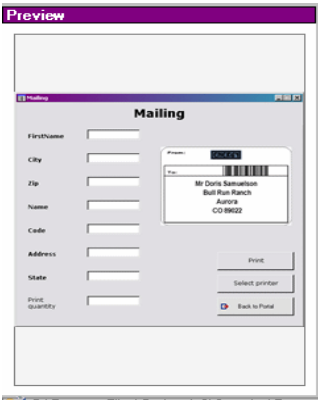 Preview
Mailing
Mailing
FirstName
City
Zip
Name
Code
Address
State
Print
quantity
From:
To:
Mr Doris Samuelson
Bull Run Ranch
Aurora
CO 89022
Print
Select printer
Back to Portal